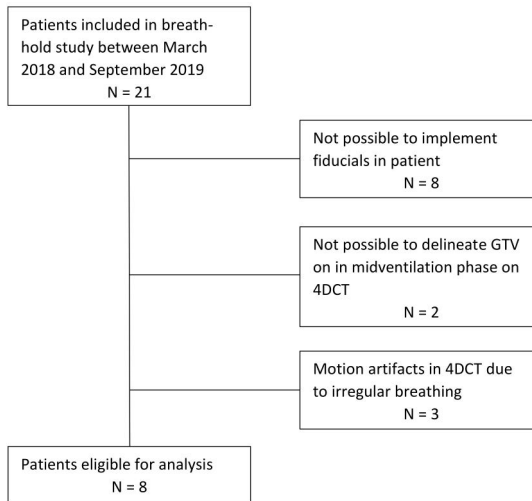 Patients included in breath-
hold study between March
2018 and September 2019
N = 21
Not possible to implement
fiducials in patient
N = 8
Not possible to delineate GTV
on in midventilation phase on
4DCT
N = 2
Motion artifacts in 4DCT due
to irregular breathing
N = 3
Patients eligible for analysis
N = 8